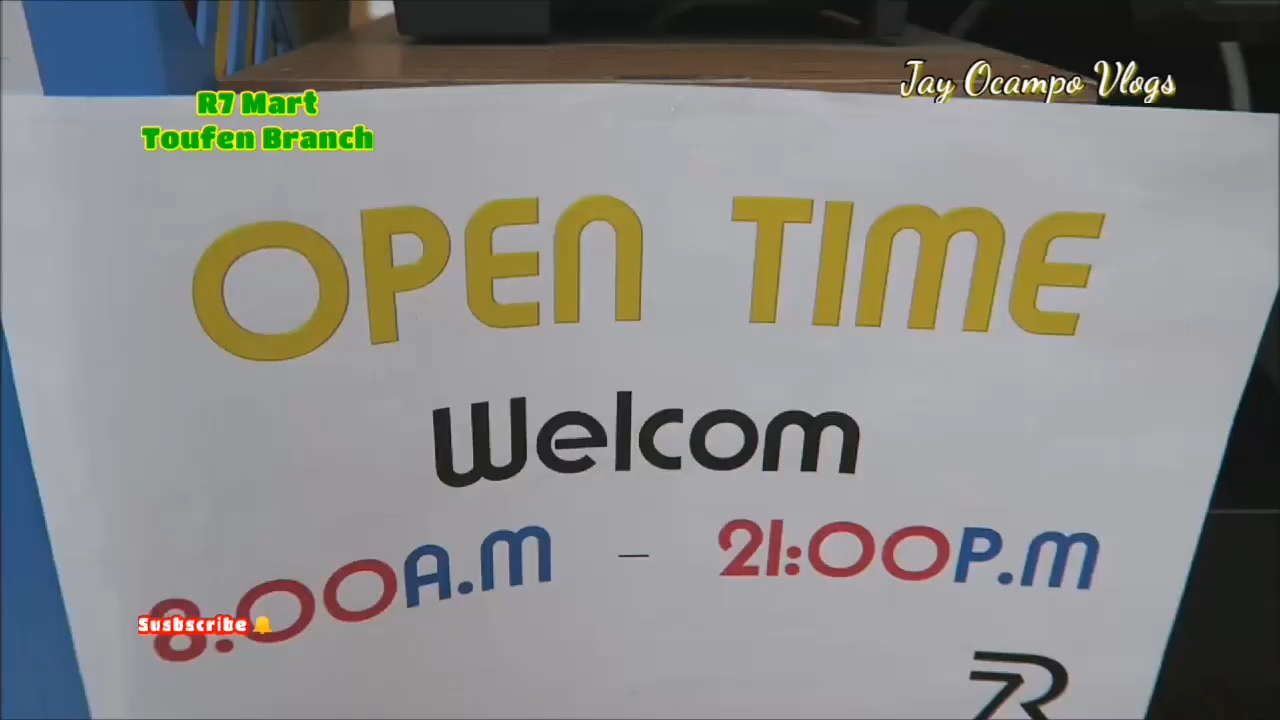 Jay Ocampo Vlogs
R7 Mart
Toufen Branch
OPEN TIME
Welcom
8:00A.M – 21:00P.M
Susbscribe